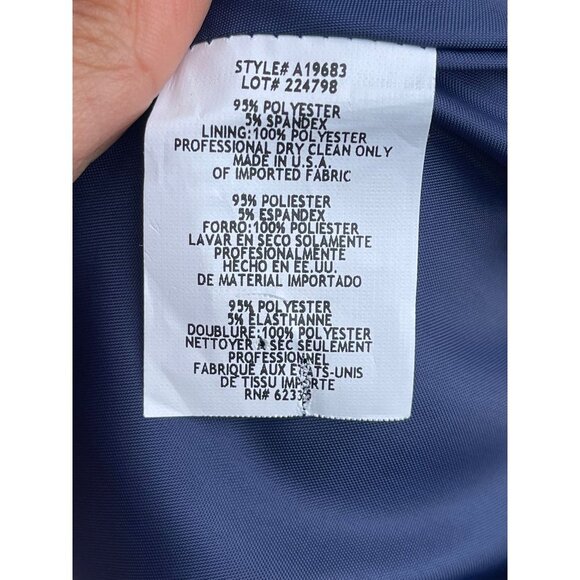 STYLE# A19683
LOT# 224798
95% POLYESTER
5% SPANDEX
LINING:100% POLYESTER
PROFESSIONAL DRY CLEAN ONLY
MADE IN U.S.A.
OF IMPORTED FABRIC
95% POLIESTER
5% ESPANDEX
FORRO:100% POLIESTER
LAVAR EN SECO SOLAMENTE
PROFESIONALMENTE
HECHO EN EE.UU.
DE MATERIAL IMPORTADO
95% POLYESTER
5% ELASTHANNE
DOUBLURE:100% POLYESTER
NETTOYER A SEC SEULEMENT
PROFESSIONNEL
FABRIQUE AUX ETATS-UNIS
DE TISSU IMPORTE
RN#